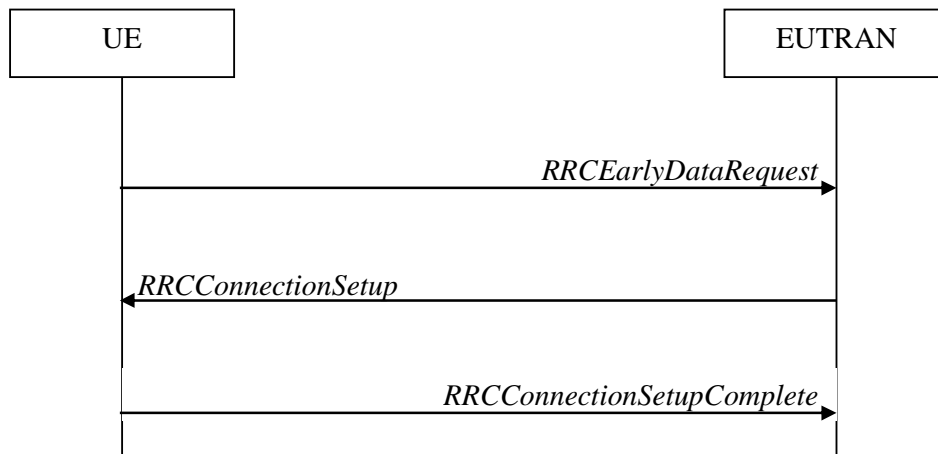 UE
EUTRAN
RRCEarlyDataRequest
RRCConnectionSetup
RRCConnectionSetupComplete